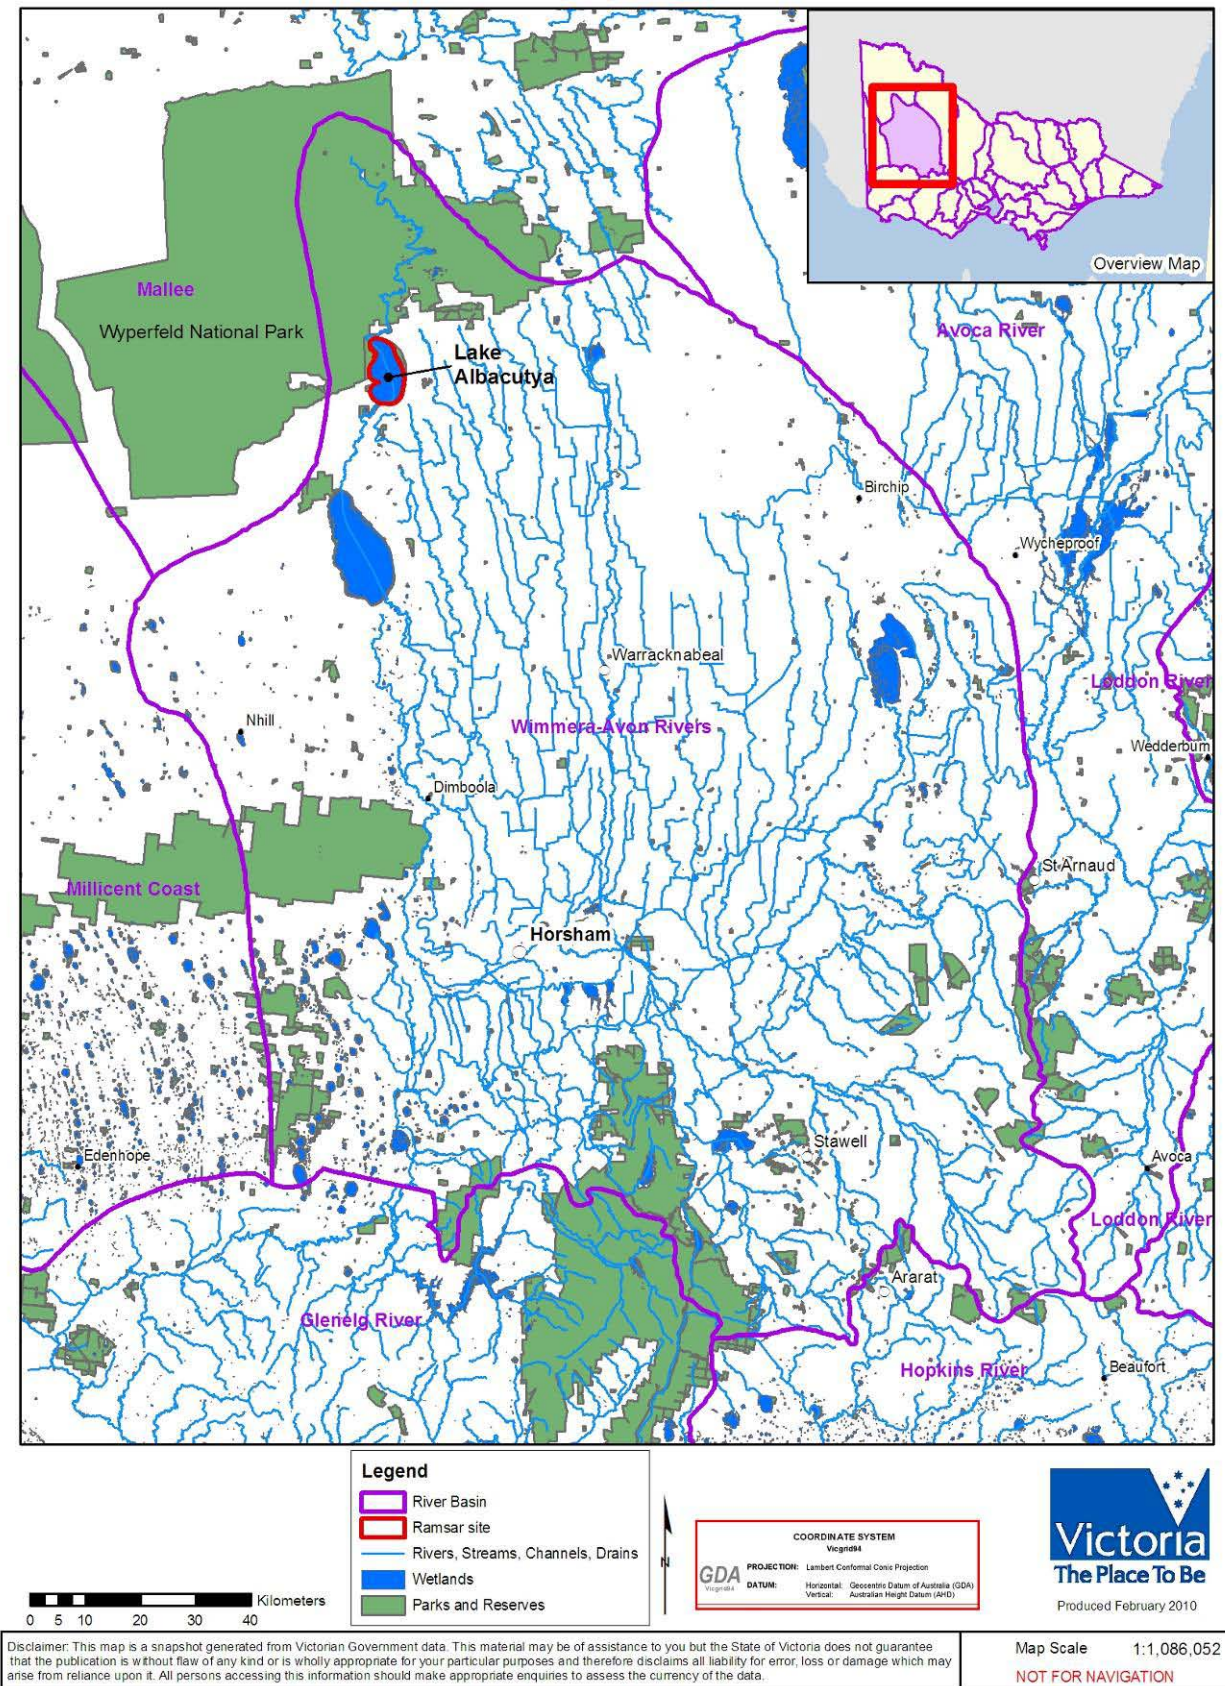 Overview Map
Mallee
Wyperfeld National Park
Avoca River
Lake
Albacutya
Birchip
Wycheproof
Warracknabeal
Loddon River
Nhill
Wimmera-Avon Rivers
Wedderburn
Dimboola
St Arnaud
Millicent Coast
Horsham
Stawell
Edenhope
Avoca
Loddon River
Ararat
Glenelg River
Hopkins River
Beaufort
Legend
River Basin
Ramsar site
Rivers, Streams, Channels, Drains
Wetlands
Parks and Reserves
Kilometers
0 5 10 20 30 40
N
COORDINATE SYSTEM
Vicgrid94
GDA
Vicgrid94
PROJECTION: Lambert Conformal Conic Projection
DATUM: Horizontal: Geocentric Datum of Australia (GDA)
Vertical: Australian Height Datum (AHD)
Victoria
The Place To Be
Produced February 2010
Disclaimer: This map is a snapshot generated from Victorian Government data. This material may be of assistance to you but the State of Victoria does not guarantee
that the publication is without flaw of any kind or is wholly appropriate for your particular purposes and therefore disclaims all liability for error, loss or damage which may
arise from reliance upon it. All persons accessing this information should make appropriate enquiries to assess the currency of the data.
Map Scale 1:1,086,052
NOT FOR NAVIGATION